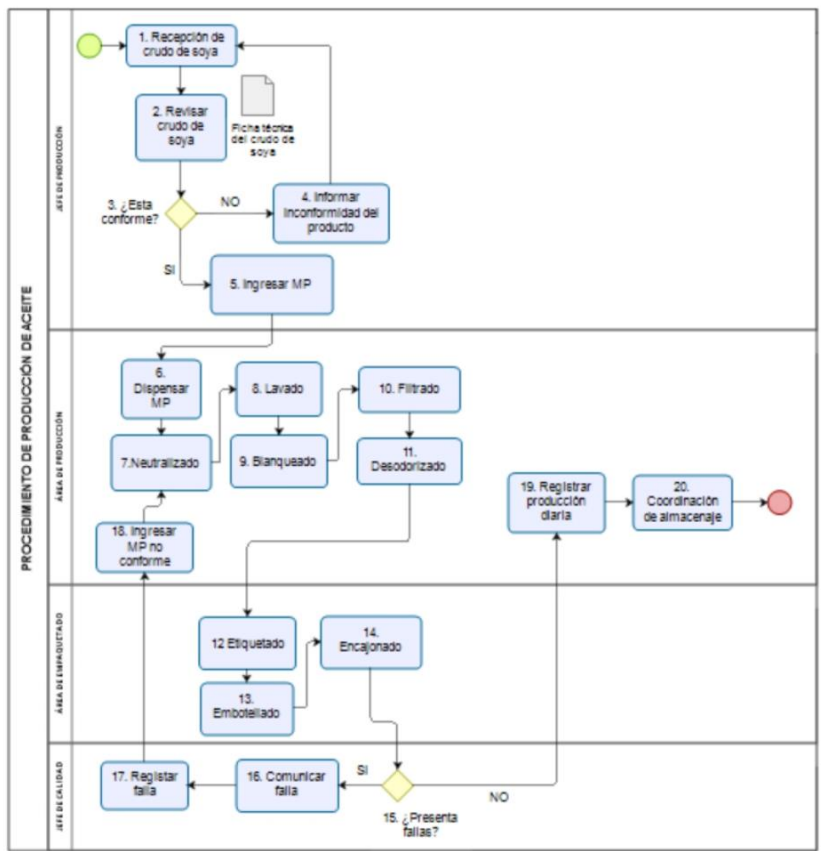 PROCEDIMIENTO DE PRODUCCIÓN DE ACEITE
JEFE DE PRODUCCIÓN
1. Recepción de
crudo de soya
2. Revisar
crudo de
soya
Ficha técnica
del crudo de
soya
3. ¿Esta
conforme?
NO
4. Informar
inconformidad del
producto
SI
5. Ingresar MP
ÁREA DE PRODUCCIÓN
6.
Dispensar
MP
7.Neutralizado
8. Lavado
9. Blanqueado
10. Filtrado
11.
Desodorizado
18. Ingresar
MP no
conforme
19. Registrar
producción
diaria
20.
Coordinación
de almacenaje
ÁREA DE EMPAQUETADO
12 Etiquetado
13.
Embotellado
14.
Encajonado
JEFE DE CALIDAD
15. ¿Presenta
fallas?
SI
NO
16. Comunicar
falla
17. Registar
falla